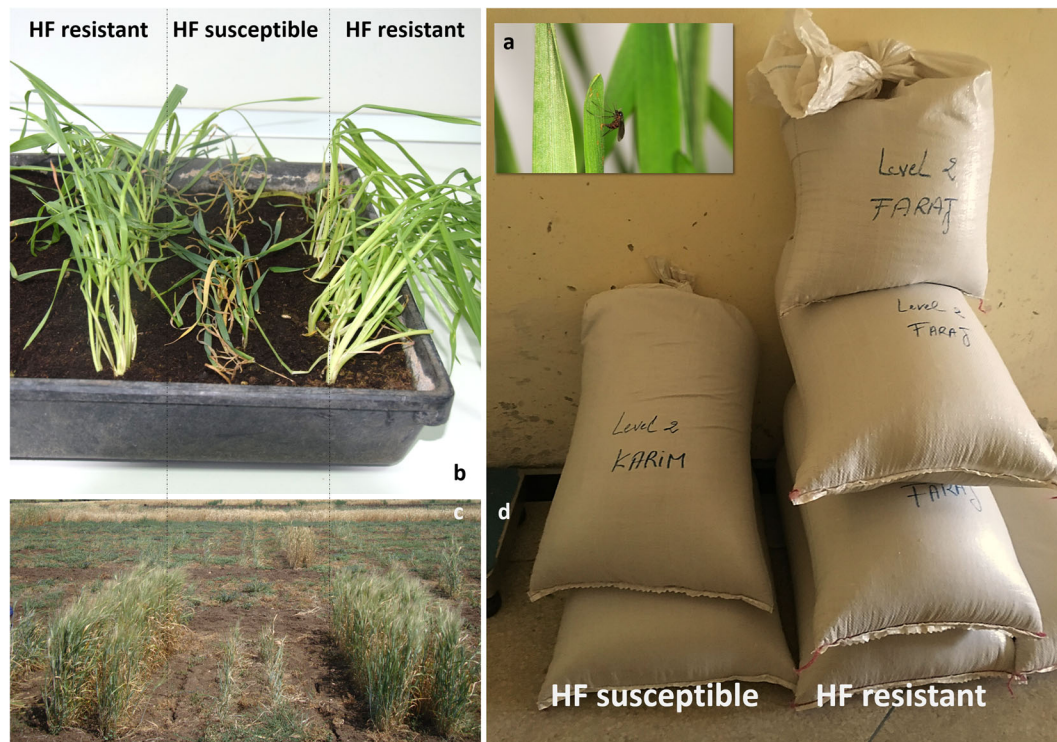 HF resistant
HF susceptible
HF resistant
b
c
a
Level 2
FARAJ
Level 2
FARAJ
Level 2
KARIM
FARAJ
d
HF susceptible
HF resistant